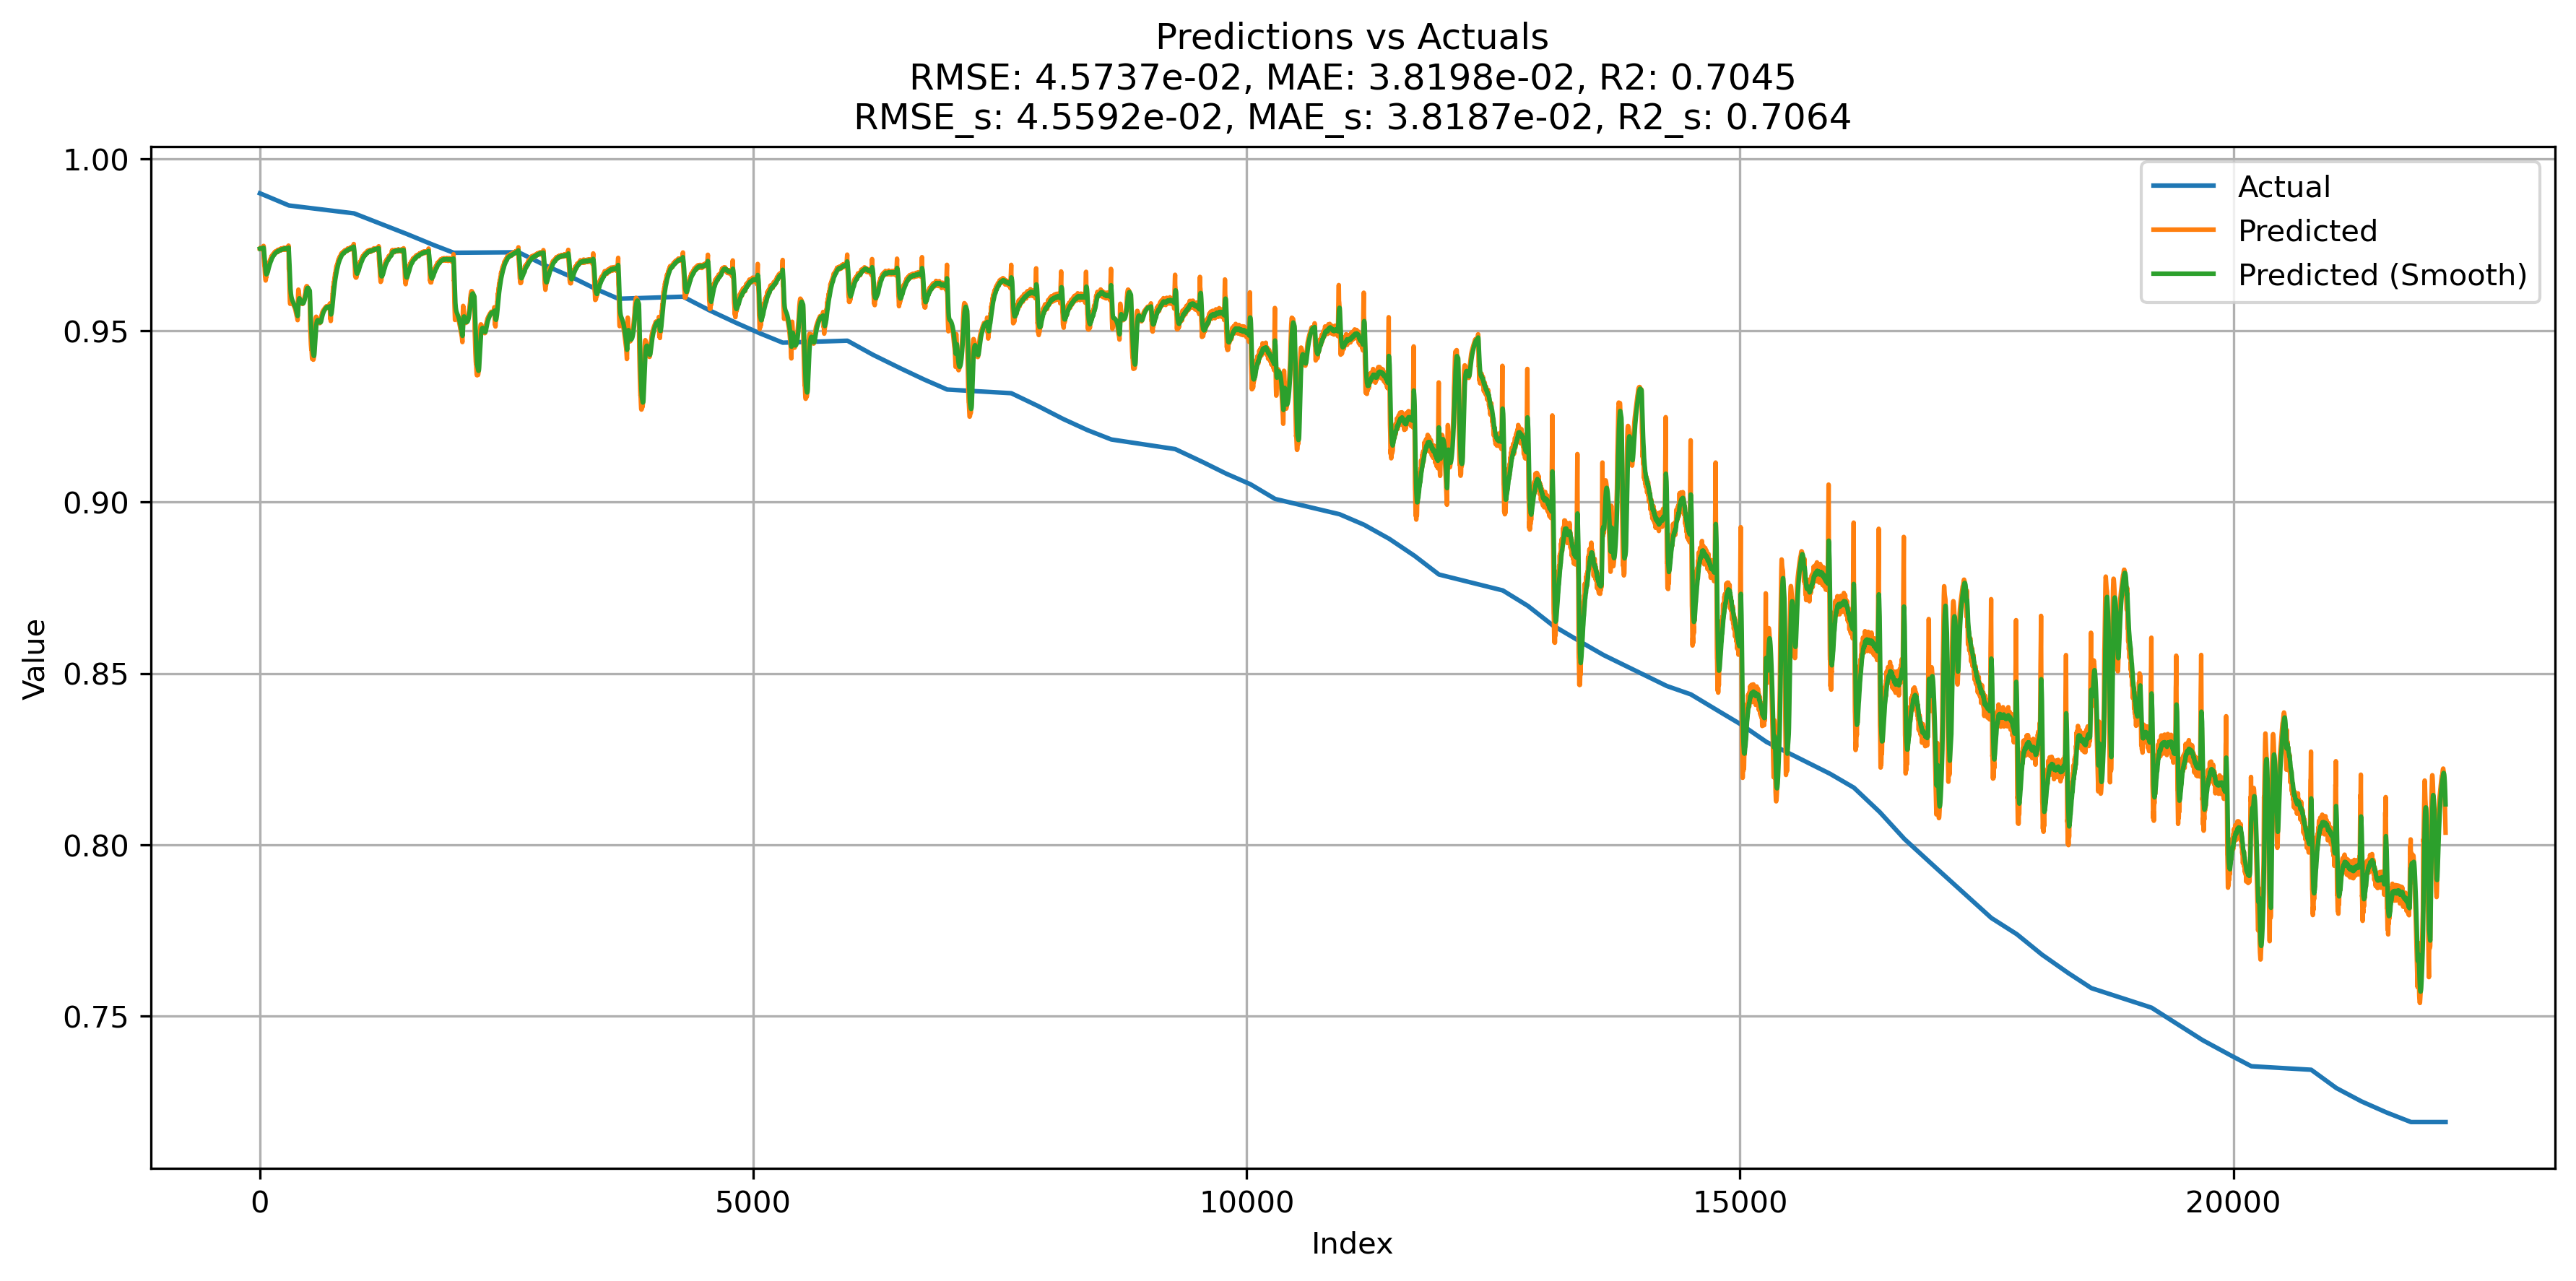 Predictions vs Actuals
RMSE: 4.5737e-02, MAE: 3.8198e-02, R2: 0.7045
RMSE_s: 4.5592e-02, MAE_s: 3.8187e-02, R2_s: 0.7064
Actual
Predicted
Predicted (Smooth)
Value
1.00
0.95
0.90
0.85
0.80
0.75
0 5000 10000 15000 20000
Index